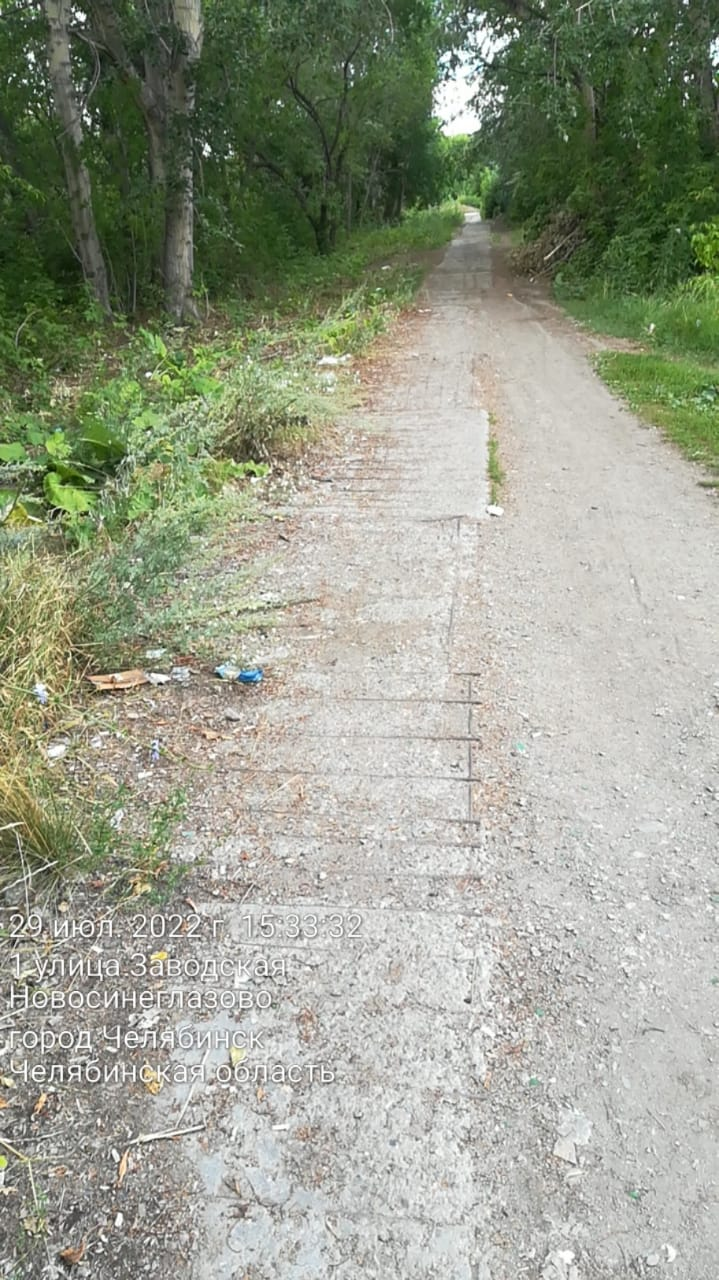 29 июл. 2022 г. 15:33:32
1 улица Заводская
Новосинеглазово
город Челябинск
Челябинская область